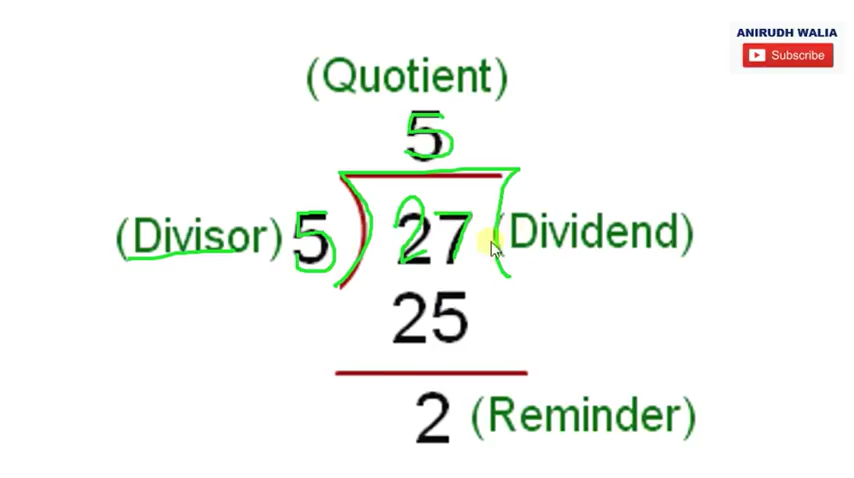 ANIRUDH WALIA
Subscribe
(Quotient)
5
(Divisor) 5 27 (Dividend)
25
2 (Reminder)